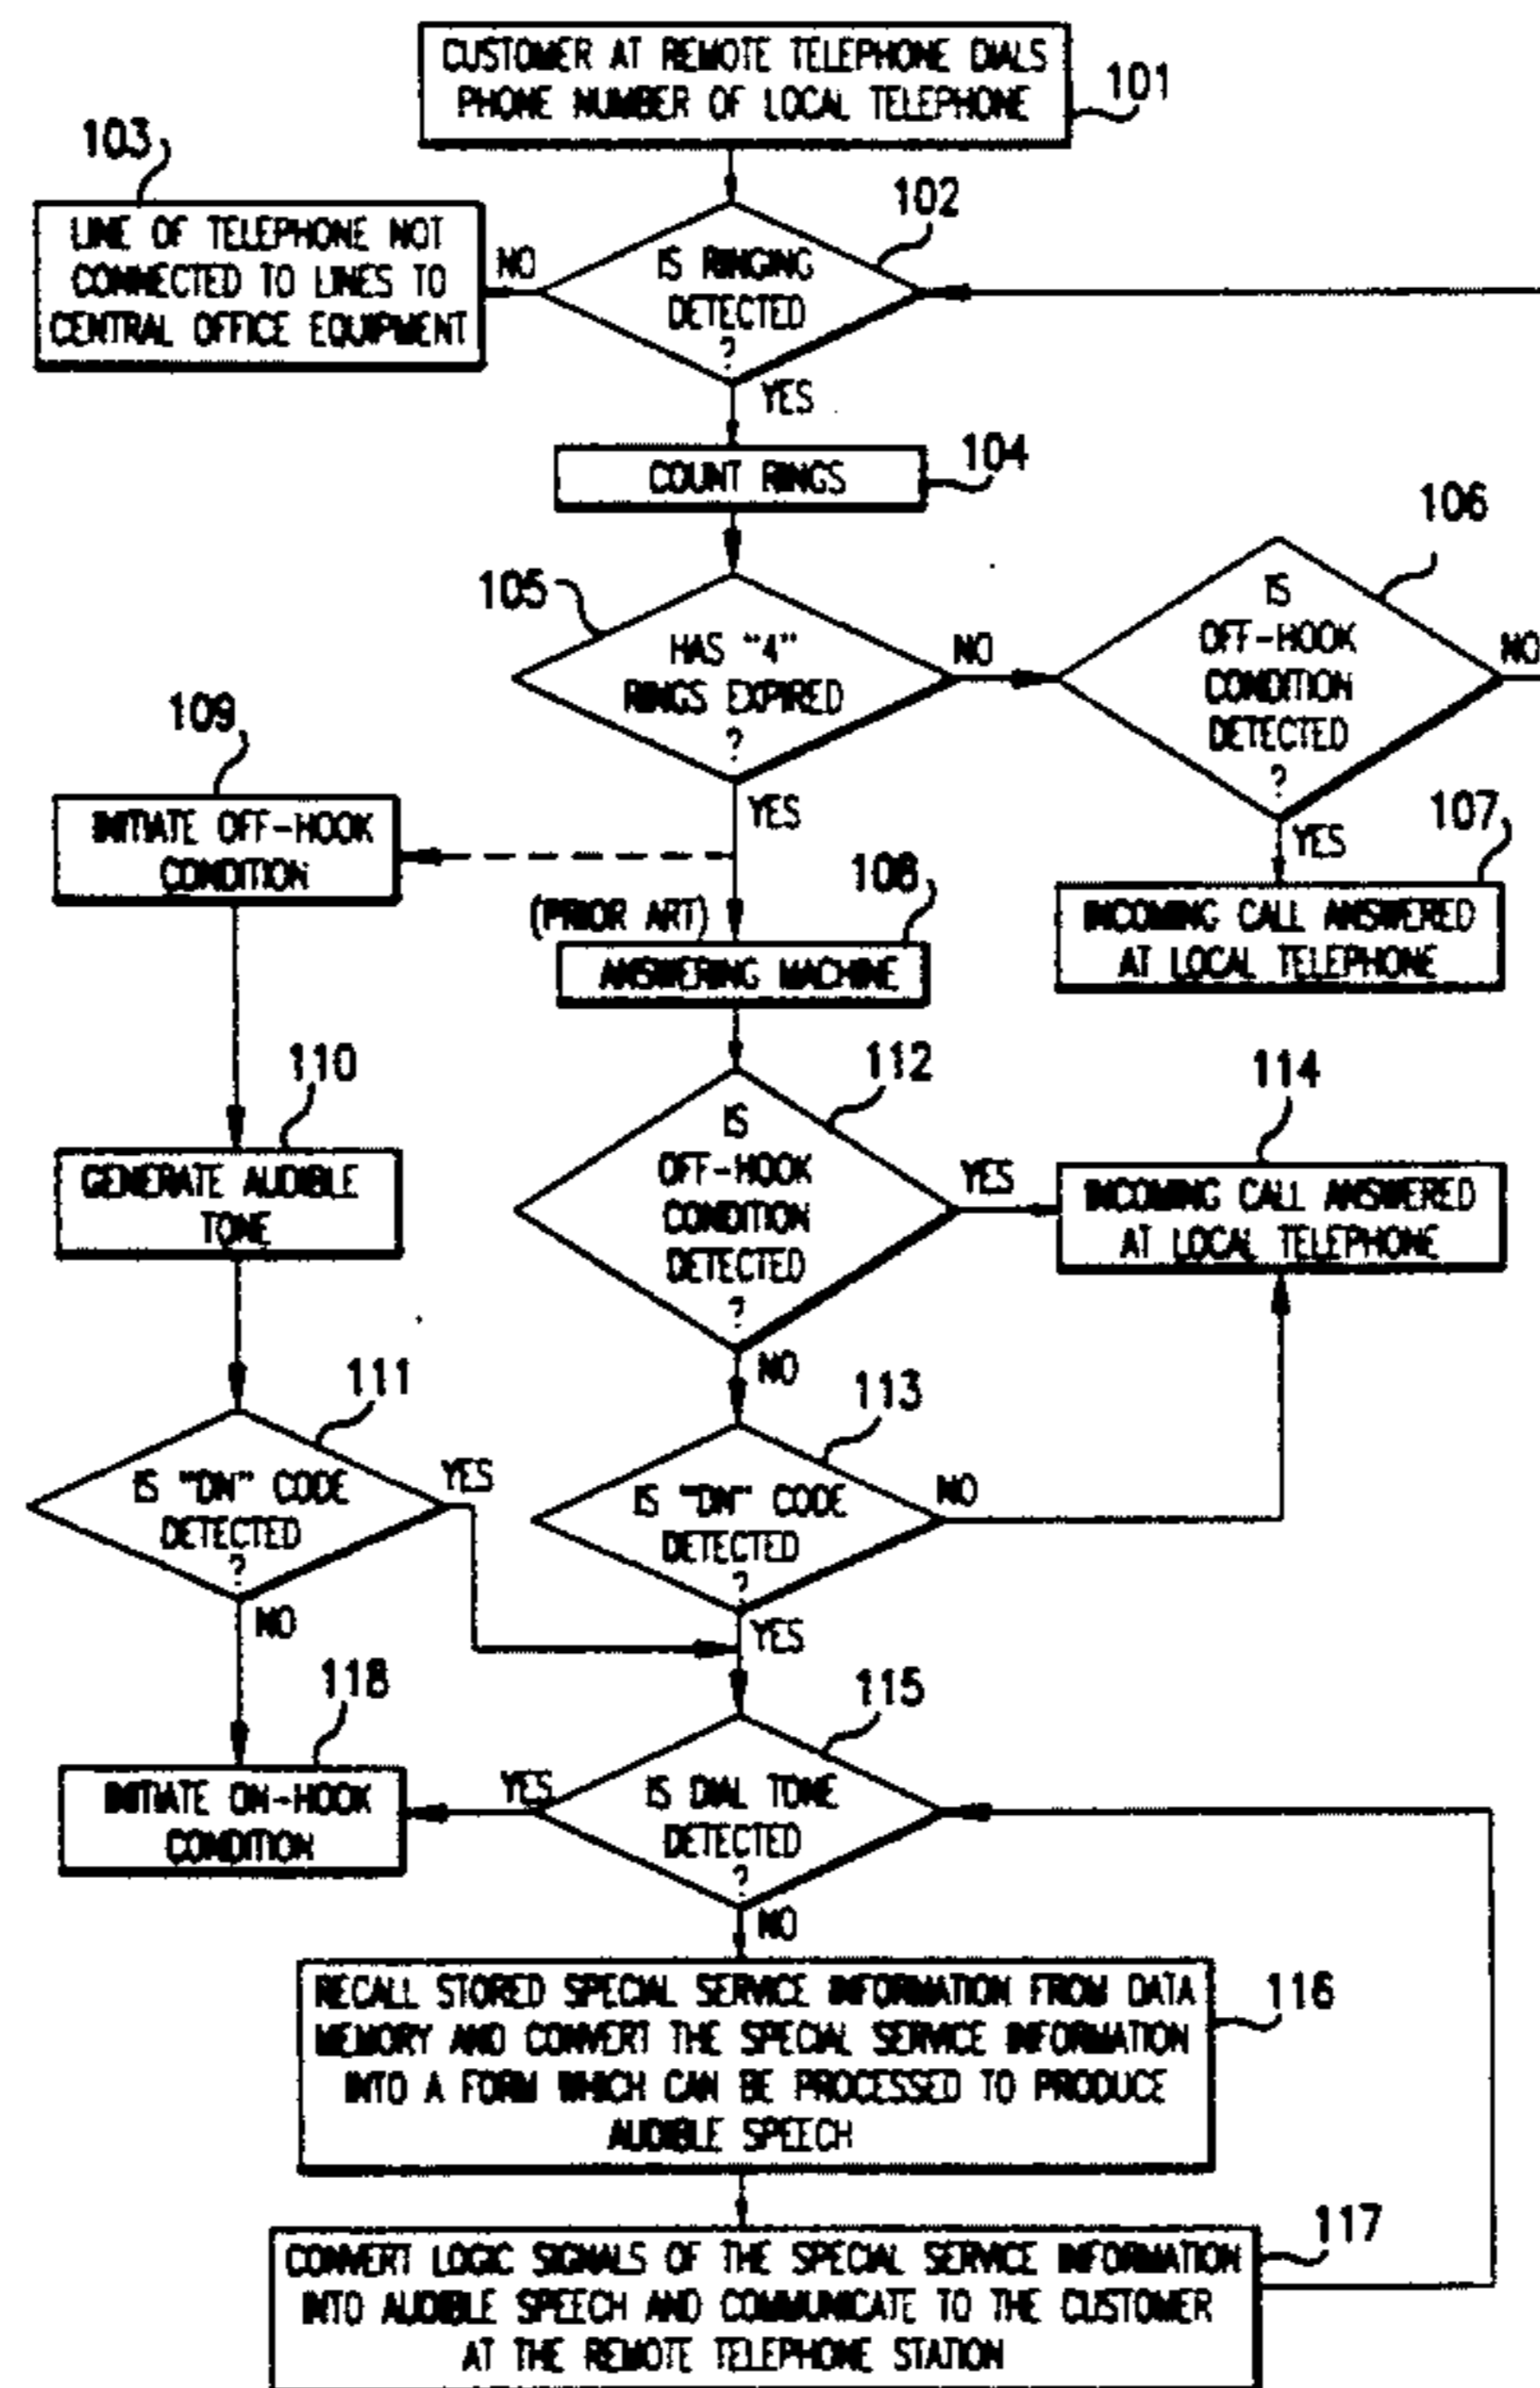 CUSTOMER AT REMOTE TELEPHONE DIALS
PHONE NUMBER OF LOCAL TELEPHONE
101
103
LINE OF TELEPHONE NOT
CONNECTED TO LINES TO
CENTRAL OFFICE EQUIPMENT
NO
102
IS RINGING
DETECTED
?
YES
COUNT RINGS
104
105
HAS "4"
RINGS EXPIRED
?
NO
YES
106
IS
OFF-HOOK
CONDITION
DETECTED
?
NO
YES
107
INCOMING CALL ANSWERED
AT LOCAL TELEPHONE
109
INITIATE OFF-HOOK
CONDITION
(PRIOR ART)
108
ANSWERING MACHINE
110
GENERATE AUDIBLE
TONE
112
IS
OFF-HOOK
CONDITION
DETECTED
?
YES
NO
114
INCOMING CALL ANSWERED
AT LOCAL TELEPHONE
111
IS "DN" CODE
DETECTED
?
YES
NO
113
IS "DN" CODE
DETECTED
?
NO
YES
118
INITIATE ON-HOOK
CONDITION
115
YES
IS DIAL TONE
DETECTED
?
NO
RECALL STORED SPECIAL SERVICE INFORMATION FROM DATA
MEMORY AND CONVERT THE SPECIAL SERVICE INFORMATION
INTO A FORM WHICH CAN BE PROCESSED TO PRODUCE
AUDIBLE SPEECH
116
CONVERT LOGIC SIGNALS OF THE SPECIAL SERVICE INFORMATION
INTO AUDIBLE SPEECH AND COMMUNICATE TO THE CUSTOMER
AT THE REMOTE TELEPHONE STATION
117